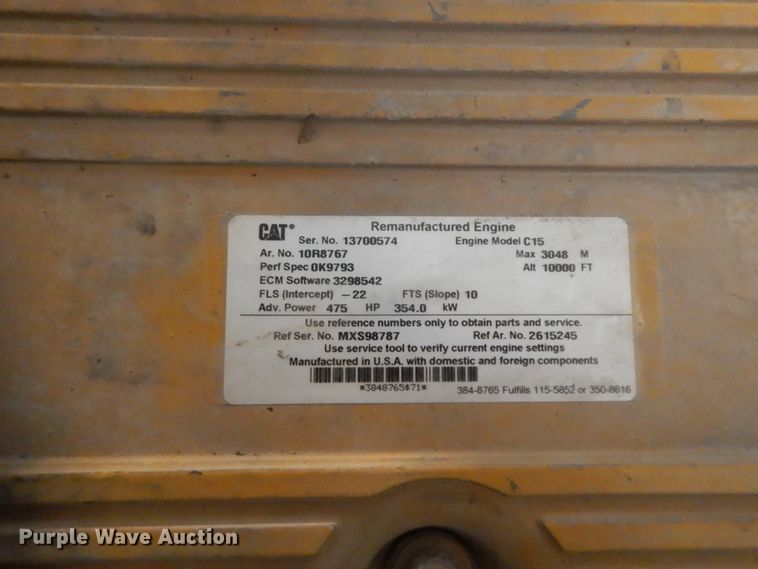 CAT® Remanufactured Engine
Ser. No. 13700574 Engine Model C15
Ar. No. 10R8767 Max 3048 M
Perf Spec 0K9793 Alt 10000 FT
ECM Software 3298542
FLS (Intercept) -22 FTS (Slope) 10
Adv. Power 475 HP 354.0 kW
Use reference numbers only to obtain parts and service.
Ref Ser. No. MXS98787 Ref Ar. No. 2615245
Use service tool to verify current engine settings
Manufactured in U.S.A. with domestic and foreign components
*3848765$71*
384-8765 Fulfills 115-5852 or 350-8616
Purple Wave Auction®